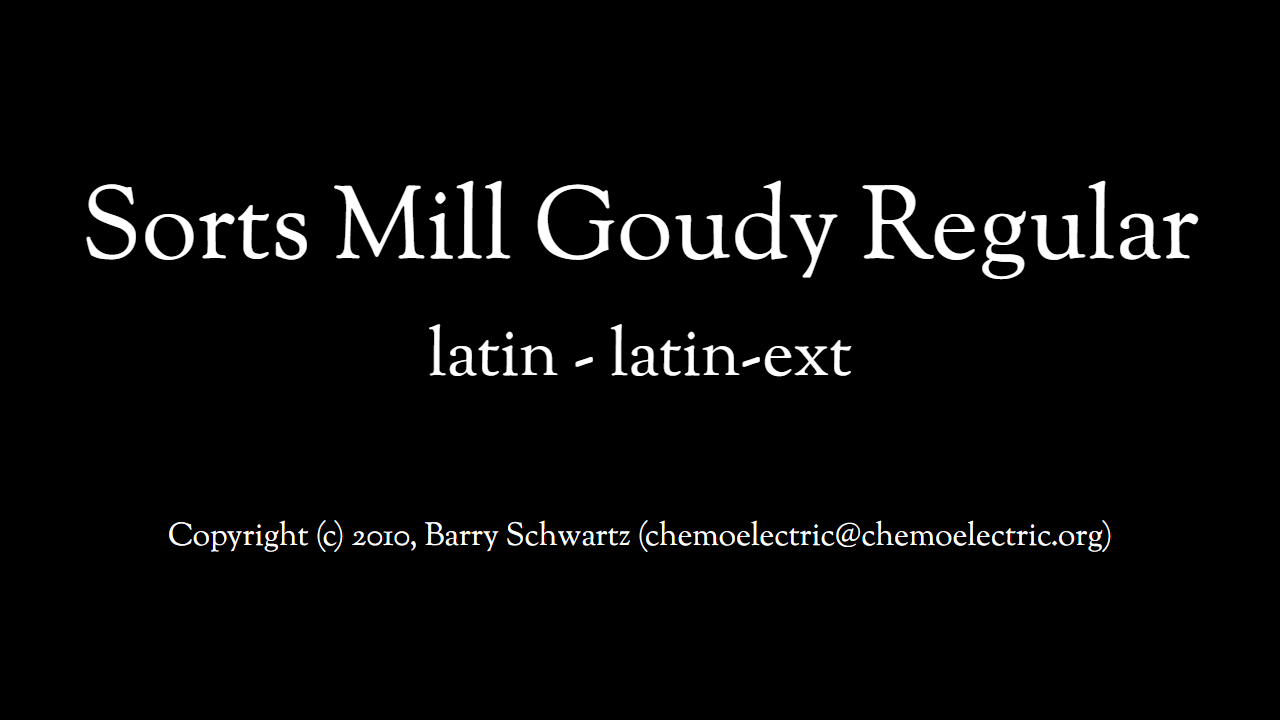 Sorts Mill Goudy Regular
latin - latin-ext
Copyright (c) 2010, Barry Schwartz (chemoelectric@chemoelectric.org)